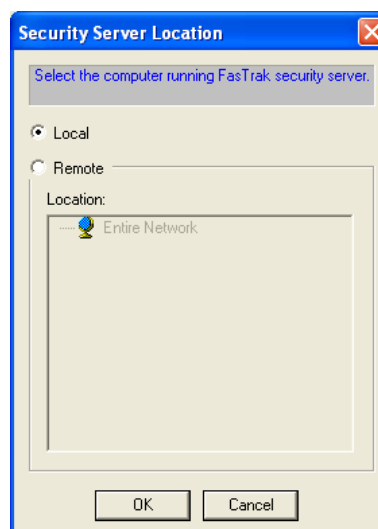 Security Server Location
Select the computer running FasTrak security server.
Local
Remote
Location:
Entire Network
OK
Cancel